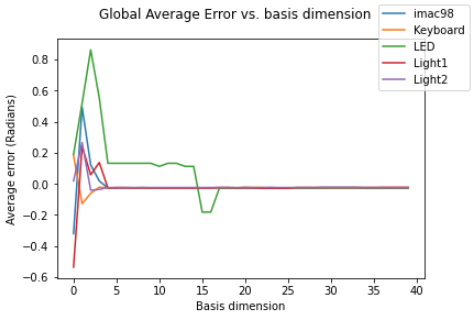 Global Average Error vs. basis dimension
imac98
Keyboard
LED
Light1
Light2
Average error (Radians)
0.8
0.6
0.4
0.2
0.0
−0.2
−0.4
−0.6
0 5 10 15 20 25 30 35 40
Basis dimension